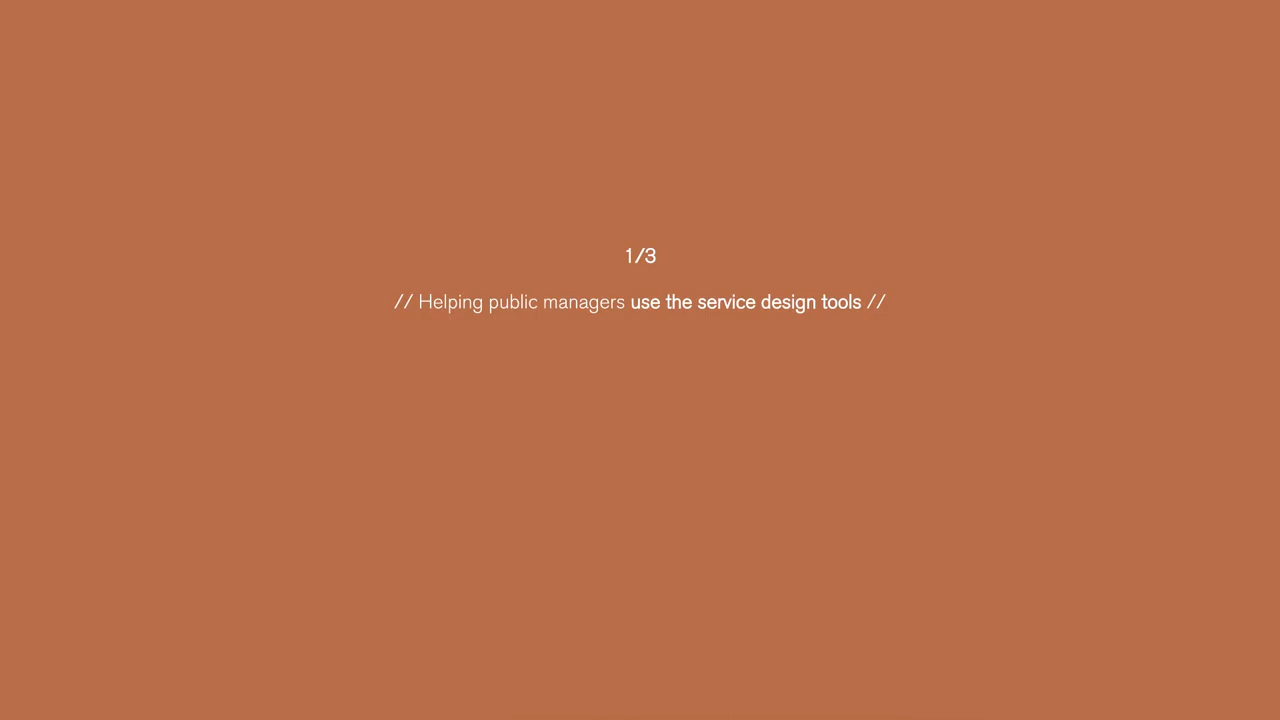 1/3
// Helping public managers use the service design tools //